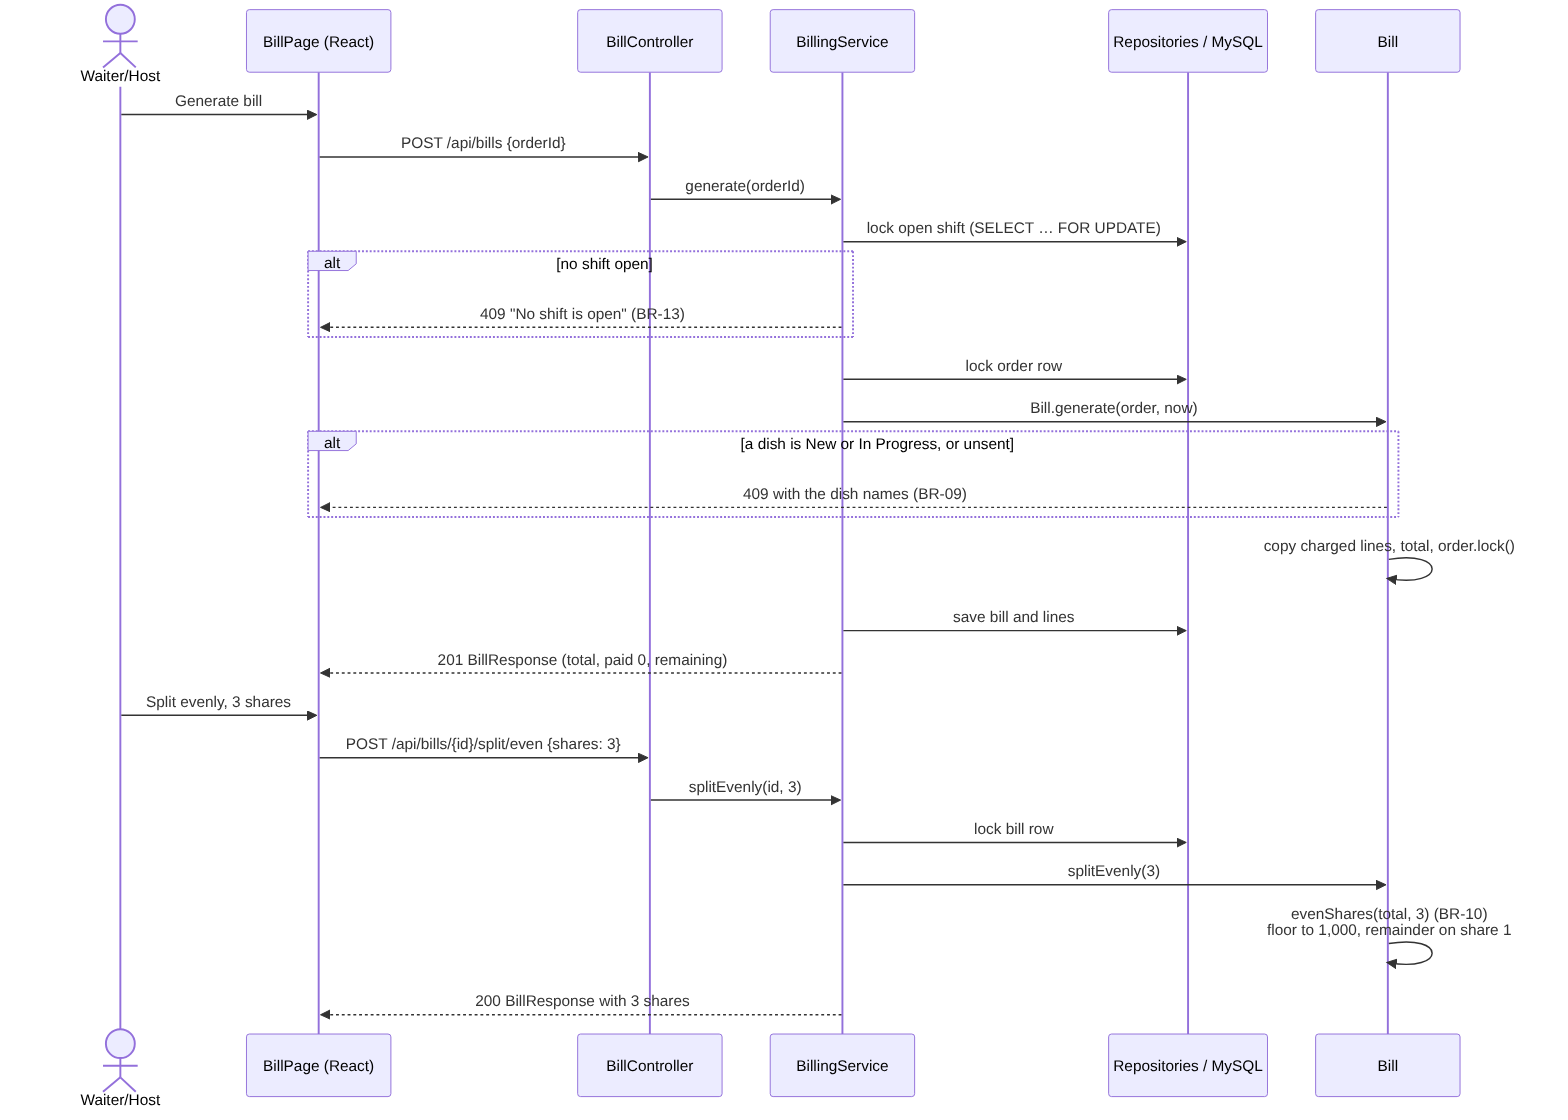 Waiter/Host
BillPage (React)
BillController
BillingService
Repositories / MySQL
Bill
Generate bill
POST /api/bills {orderId}
generate(orderId)
lock open shift (SELECT … FOR UPDATE)
alt
[no shift open]
409 "No shift is open" (BR-13)
lock order row
Bill.generate(order, now)
alt
[a dish is New or In Progress, or unsent]
409 with the dish names (BR-09)
copy charged lines, total, order.lock()
save bill and lines
201 BillResponse (total, paid 0, remaining)
Split evenly, 3 shares
POST /api/bills/{id}/split/even {shares: 3}
splitEvenly(id, 3)
lock bill row
splitEvenly(3)
evenShares(total, 3) (BR-10)
floor to 1,000, remainder on share 1
200 BillResponse with 3 shares
Waiter/Host
BillPage (React)
BillController
BillingService
Repositories / MySQL
Bill